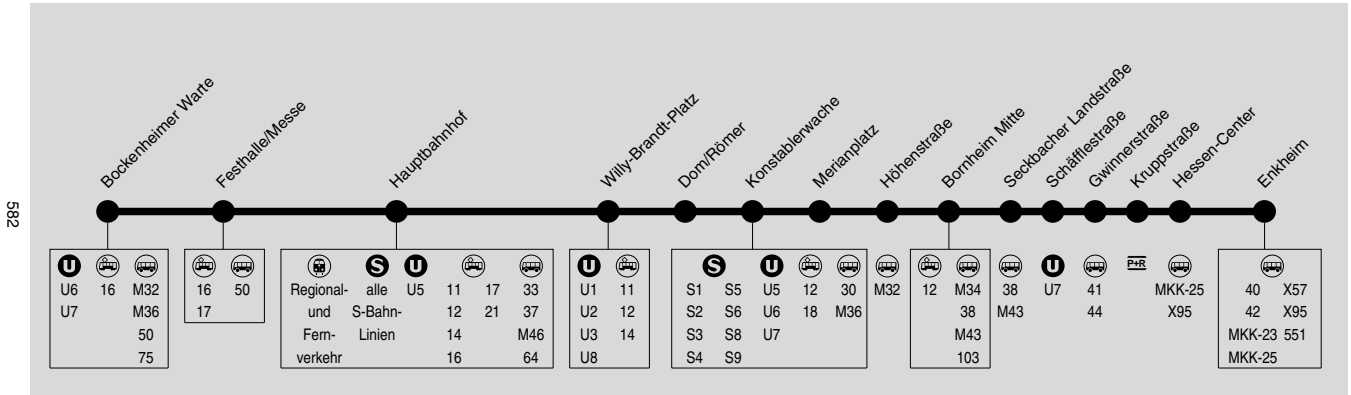 582
Bockenheimer Warte
Festhalle/Messe
Hauptbahnhof
Willy-Brandt-Platz
Dom/Römer
Konstablerwache
Merianplatz
Höhenstraße
Bornheim Mitte
Seckbacher Landstraße
Schäfflestraße
Gwinnerstraße
Kruppstraße
Hessen-Center
Enkheim
U
U6
U7
16
M32
M36
50
75
16
17
50
Regional-
und
Fern-
verkehr
S
alle
S-Bahn-
Linien
U
U5
11 17
12 21
14
16
33
37
M46
64
U
U1
U2
U3
U8
11
12
14
S
S1 S5
S2 S6
S3 S8
S4 S9
U
U5
U6
U7
12
18
30
M36
M32
12
M34
38
M43
103
38
M43
U
U7
41
44
P+R
MKK-25
X95
40 X57
42 X95
MKK-23 551
MKK-25